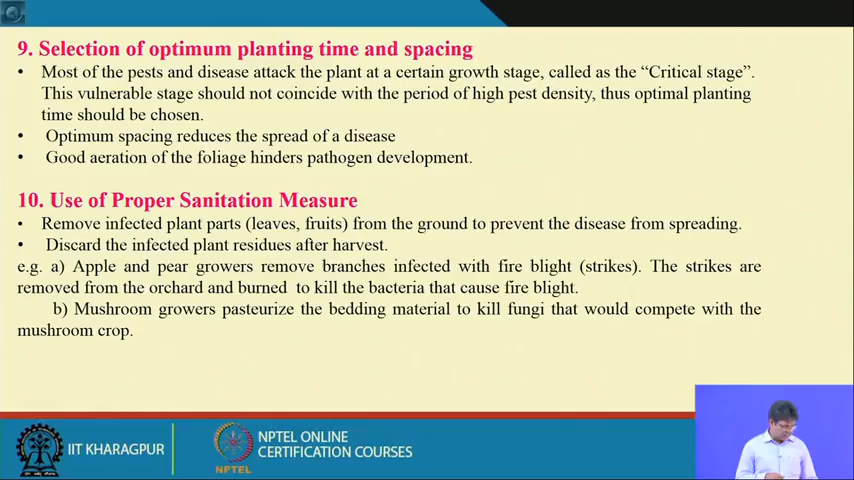 9. Selection of optimum planting time and spacing
• Most of the pests and disease attack the plant at a certain growth stage, called as the “Critical stage”.
This vulnerable stage should not coincide with the period of high pest density, thus optimal planting
time should be chosen.
• Optimum spacing reduces the spread of a disease
• Good aeration of the foliage hinders pathogen development.
10. Use of Proper Sanitation Measure
• Remove infected plant parts (leaves, fruits) from the ground to prevent the disease from spreading.
• Discard the infected plant residues after harvest.
e.g. a) Apple and pear growers remove branches infected with fire blight (strikes). The strikes are
removed from the orchard and burned to kill the bacteria that cause fire blight.
b) Mushroom growers pasteurize the bedding material to kill fungi that would compete with the
mushroom crop.
IIT KHARAGPUR
NPTEL
NPTEL ONLINE
CERTIFICATION COURSES